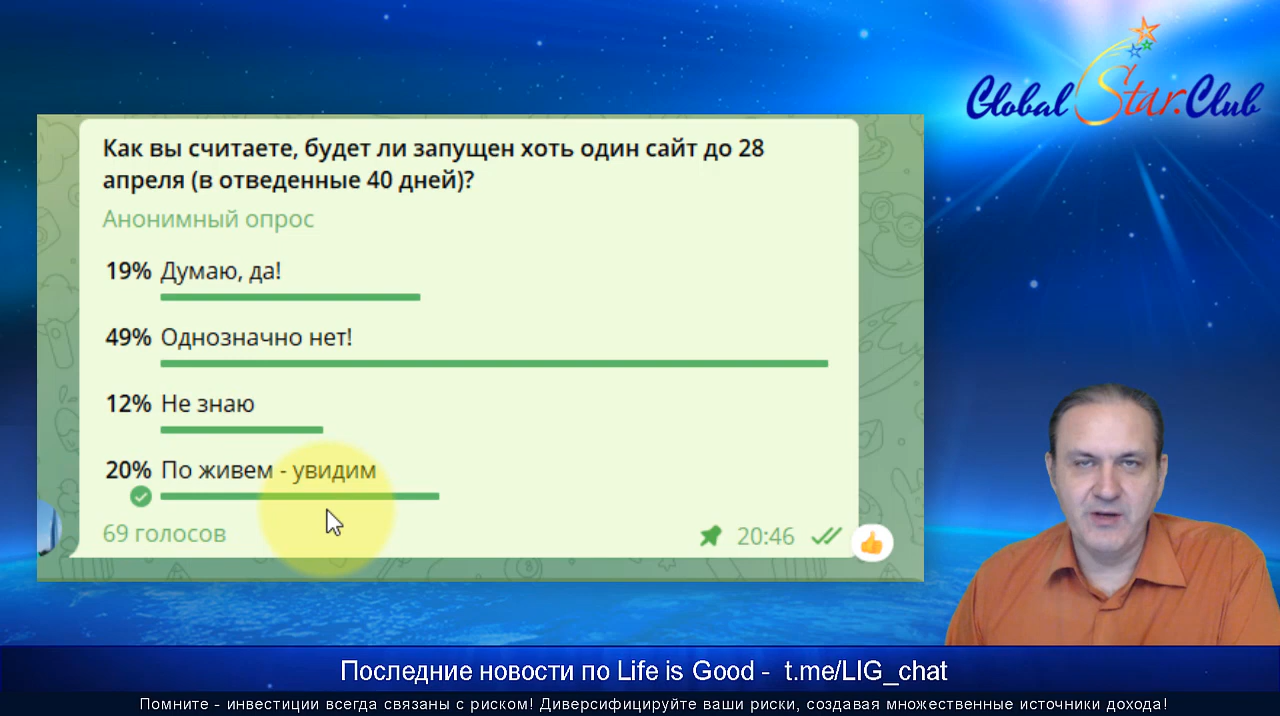 Global Star.Club
Как вы считаете, будет ли запущен хоть один сайт до 28
апреля (в отведенные 40 дней)?
Анонимный опрос
19% Думаю, да!
49% Однозначно нет!
12% Не знаю
20% По живем - увидим
69 голосов
20:46
Последние новости по Life is Good - t.me/LIG_chat
Помните - инвестиции всегда связаны с риском! Диверсифицируйте ваши риски, создавая множественные источники дохода!